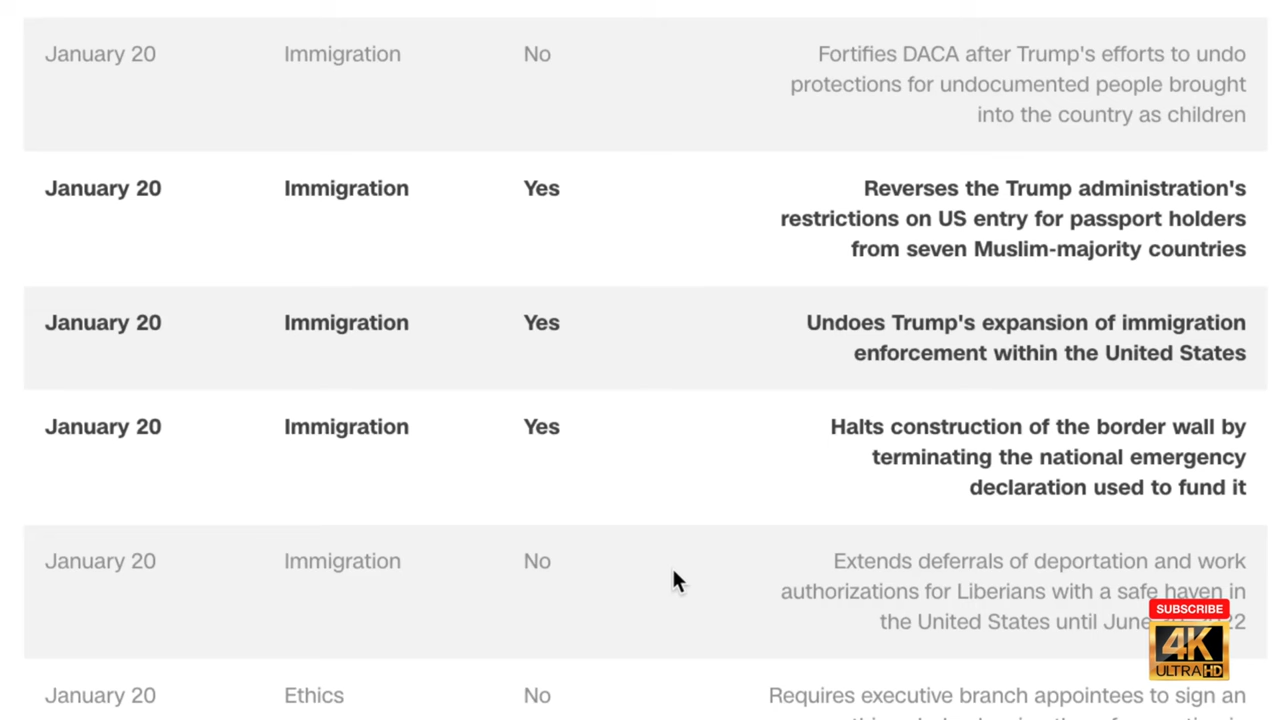 January 20 Immigration No Fortifies DACA after Trump's efforts to undo
protections for undocumented people brought
into the country as children
January 20 Immigration Yes Reverses the Trump administration's
restrictions on US entry for passport holders
from seven Muslim-majority countries
January 20 Immigration Yes Undoes Trump's expansion of immigration
enforcement within the United States
January 20 Immigration Yes Halts construction of the border wall by
terminating the national emergency
declaration used to fund it
January 20 Immigration No Extends deferrals of deportation and work
authorizations for Liberians with a safe haven in
the United States until June
SUBSCRIBE
4K
ULTRA HD
January 20 Ethics No Requires executive branch appointees to sign an